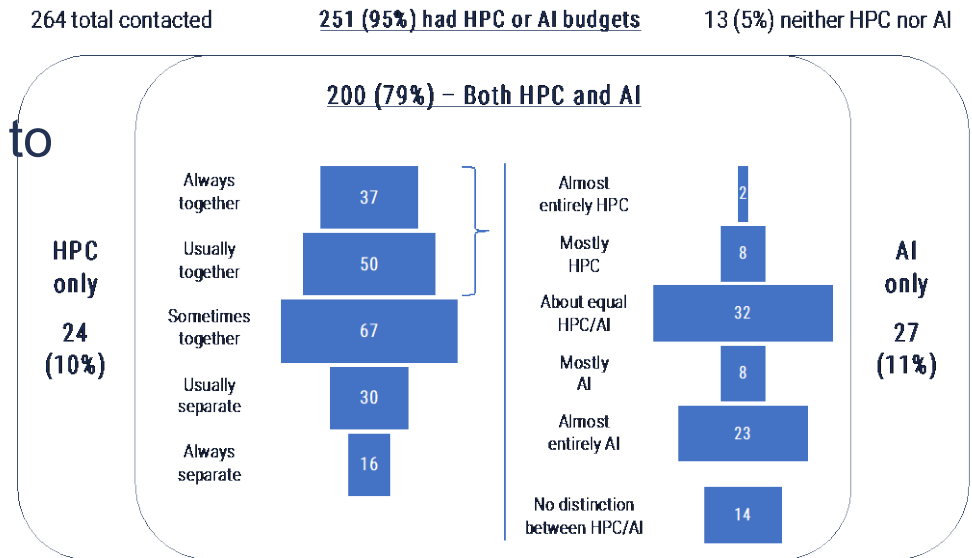 264 total contacted
251 (95%) had HPC or AI budgets
13 (5%) neither HPC nor AI
200 (79%) – Both HPC and AI
to
HPC
only
24
(10%)
Always
together
37
Usually
together
50
Sometimes
together
67
Usually
separate
30
Always
separate
16
Almost
entirely HPC
2
Mostly
HPC
8
About equal
HPC/AI
32
Mostly
AI
8
Almost
entirely AI
23
No distinction
between HPC/AI
14
AI
only
27
(11%)